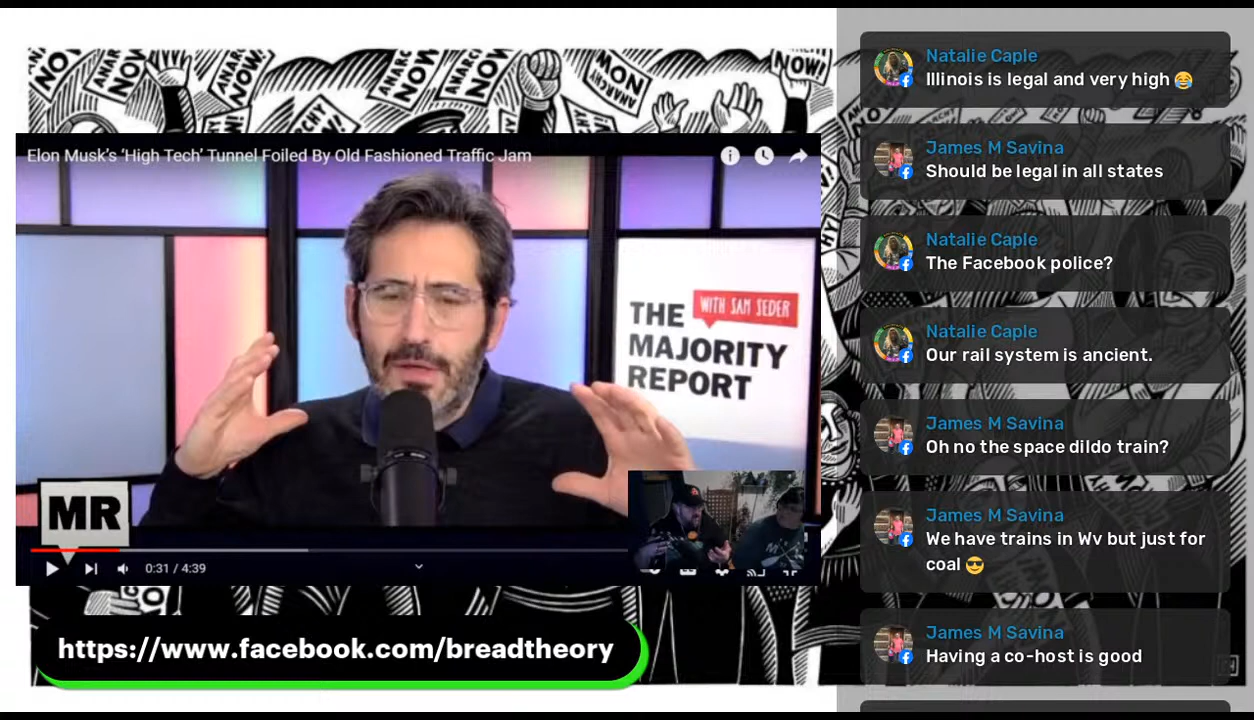 NOW
ANARCHY
NOW!
Elon Musk's 'High Tech' Tunnel Foiled By Old Fashioned Traffic Jam
THE
WITH SAM SEDER
MAJORITY
REPORT
MR
0:31 / 4:39
https://www.facebook.com/breadtheory
Natalie Caple
Illinois is legal and very high 😂
James M Savina
Should be legal in all states
Natalie Caple
The Facebook police?
Natalie Caple
Our rail system is ancient.
James M Savina
Oh no the space dildo train?
James M Savina
We have trains in Wv but just for
coal 😎
James M Savina
Having a co-host is good